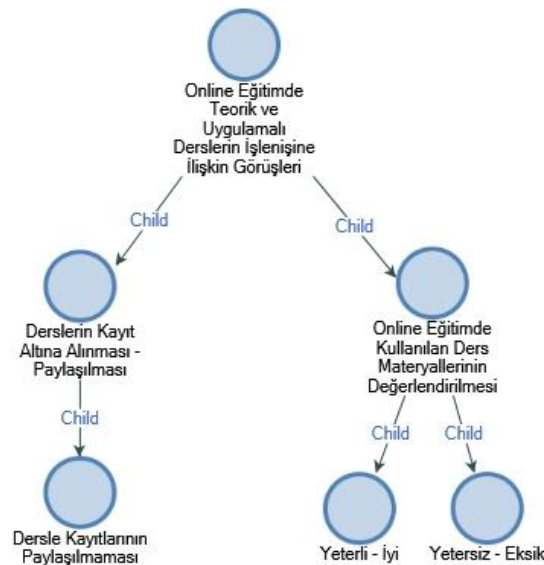 Online Eğitimde
Teorik ve
Uygulamalı
Derslerin İşlenişine
İlişkin Görüşleri
Child
Child
Derslerin Kayıt
Altına Alınması -
Paylaşılması
Online Eğitimde
Kullanılan Ders
Materyallerinin
Değerlendirilmesi
Child
Child
Child
Dersle Kayıtlarının
Paylaşılmaması
Yeterli - İyi
Yetersiz - Eksik